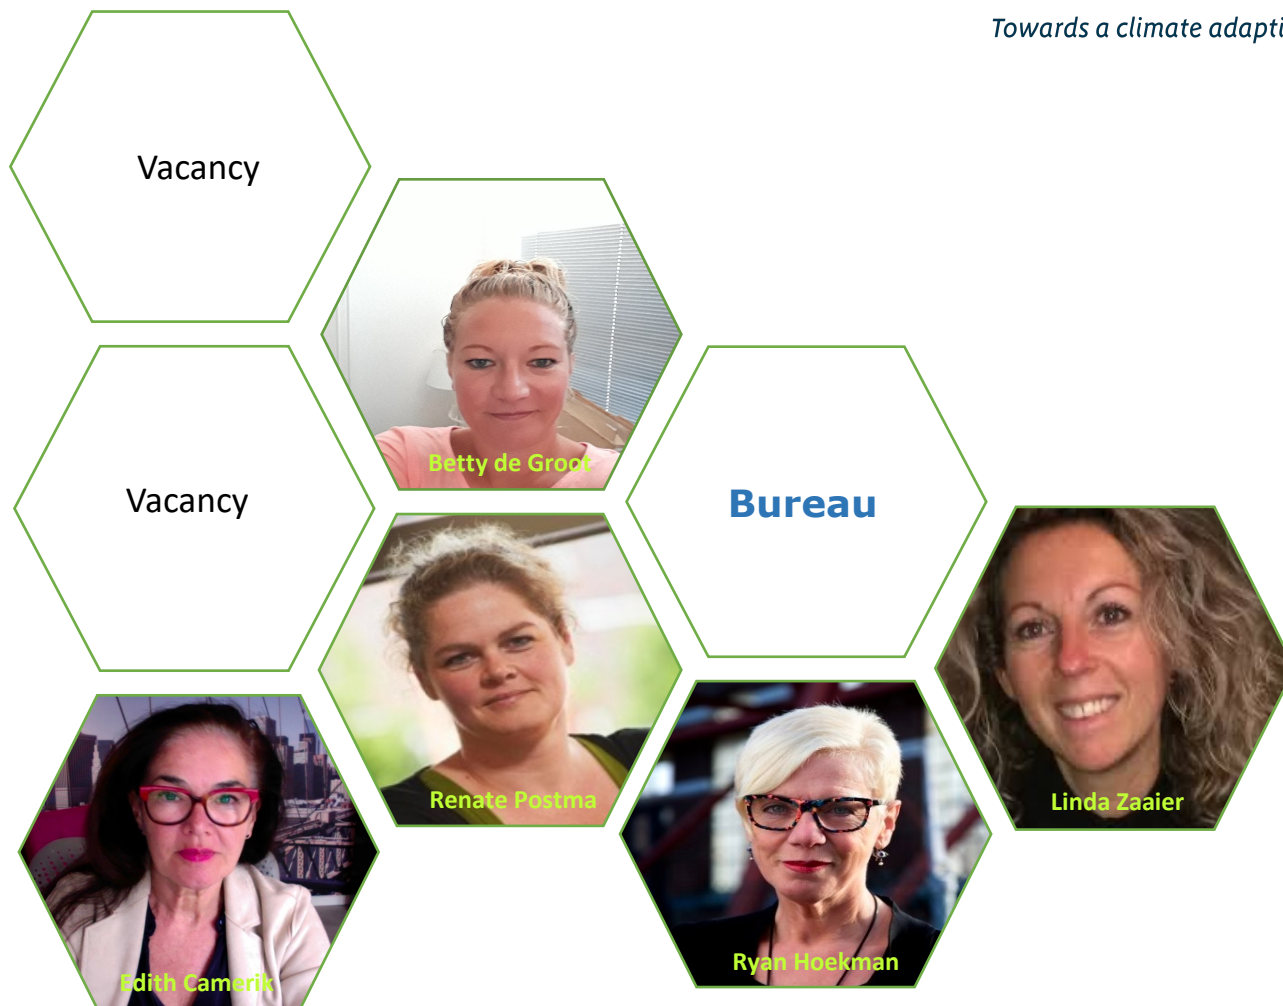 Towards a climate adapti
Vacancy
Betty de Groot
Vacancy
Bureau
Renate Postma
Linda Zaaier
Edith Camerik
Ryan Hoekman